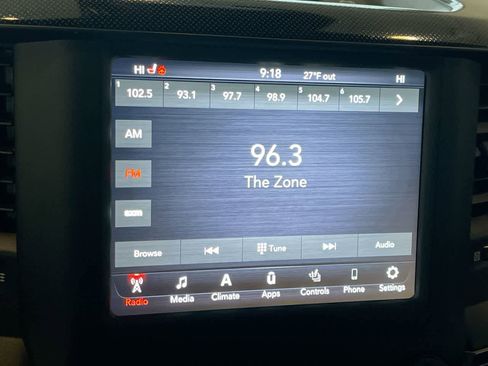 HI 9:18 27°F out HI
1 102.5 2 93.1 3 97.7 4 98.9 5 104.7 6 105.7
AM
96.3
FM
The Zone
Browse Tune Audio
A A Ū
Radio Media Climate Apps Controls Phone Settings